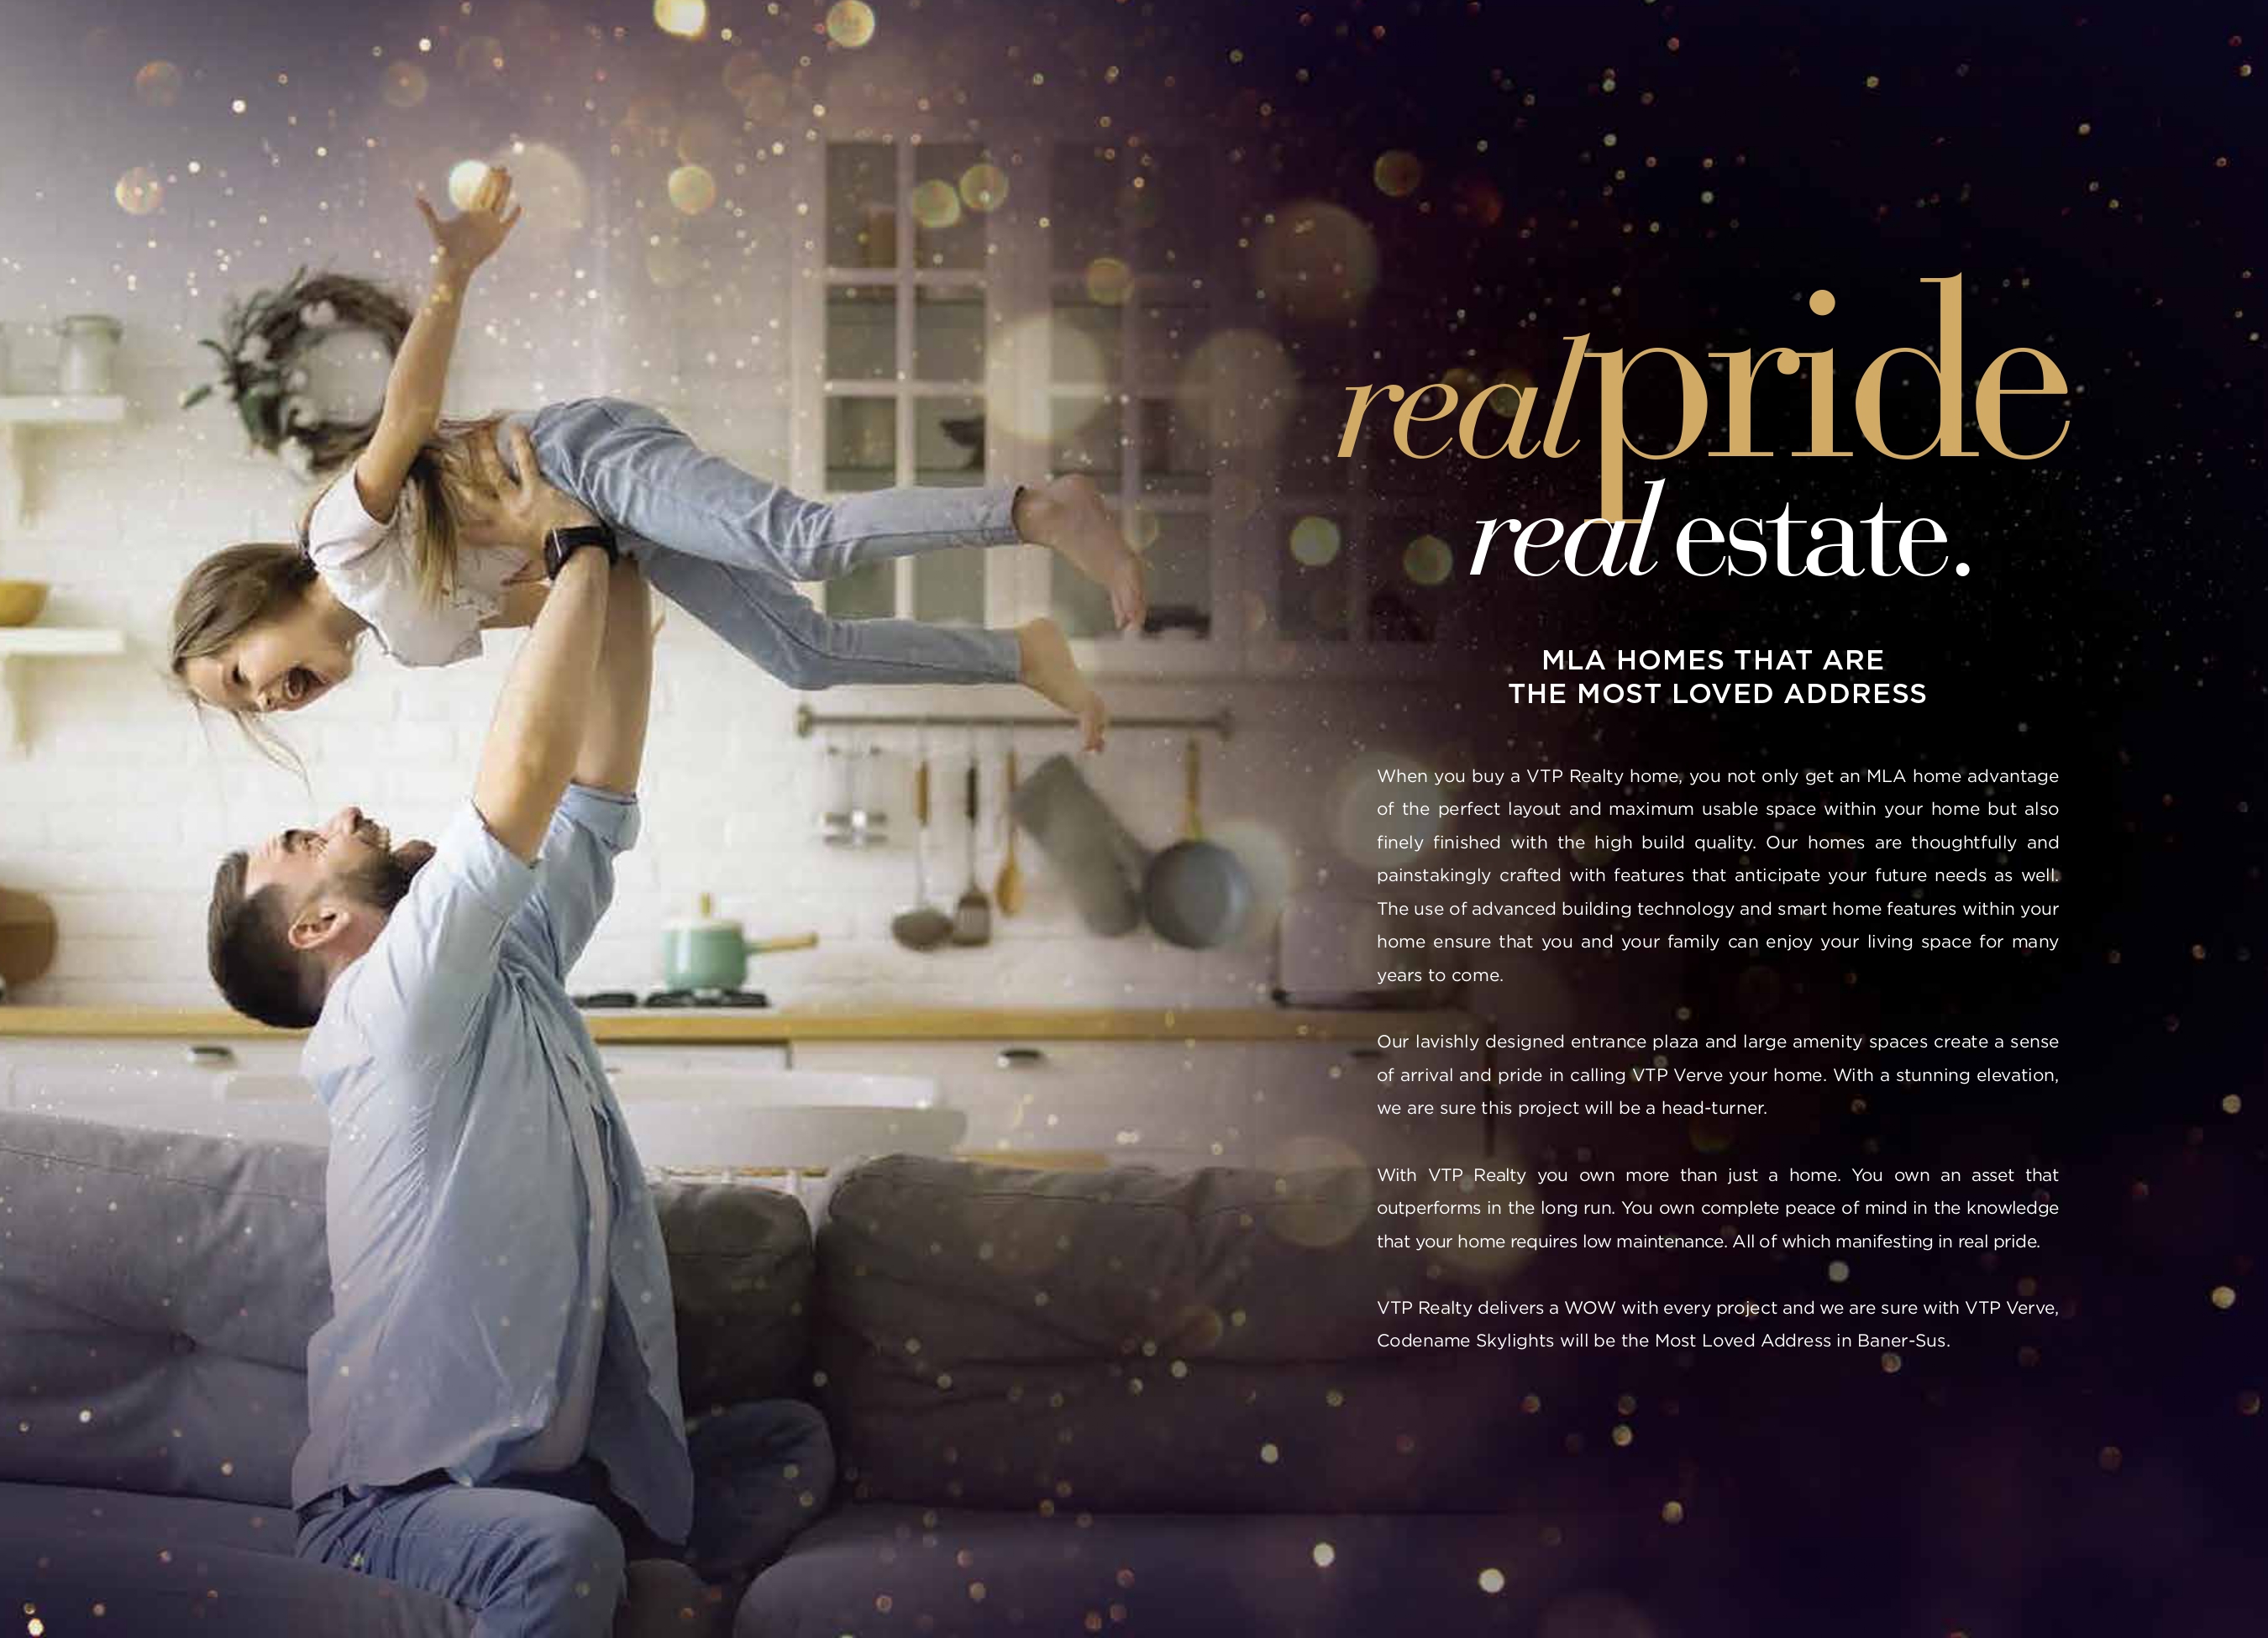 real pride
real estate.
MLA HOMES THAT ARE
THE MOST LOVED ADDRESS
When you buy a VTP Realty home, you not only get an MLA home advantage
of the perfect layout and maximum usable space within your home but also
finely finished with the high build quality. Our homes are thoughtfully and
painstakingly crafted with features that anticipate your future needs as well.
The use of advanced building technology and smart home features within your
home ensure that you and your family can enjoy your living space for many
years to come.
Our lavishly designed entrance plaza and large amenity spaces create a sense
of arrival and pride in calling VTP Verve your home. With a stunning elevation,
we are sure this project will be a head-turner.
With VTP Realty you own more than just a home. You own an asset that
outperforms in the long run. You own complete peace of mind in the knowledge
that your home requires low maintenance. All of which manifesting in real pride.
VTP Realty delivers a WOW with every project and we are sure with VTP Verve,
Codename Skylights will be the Most Loved Address in Baner-Sus.